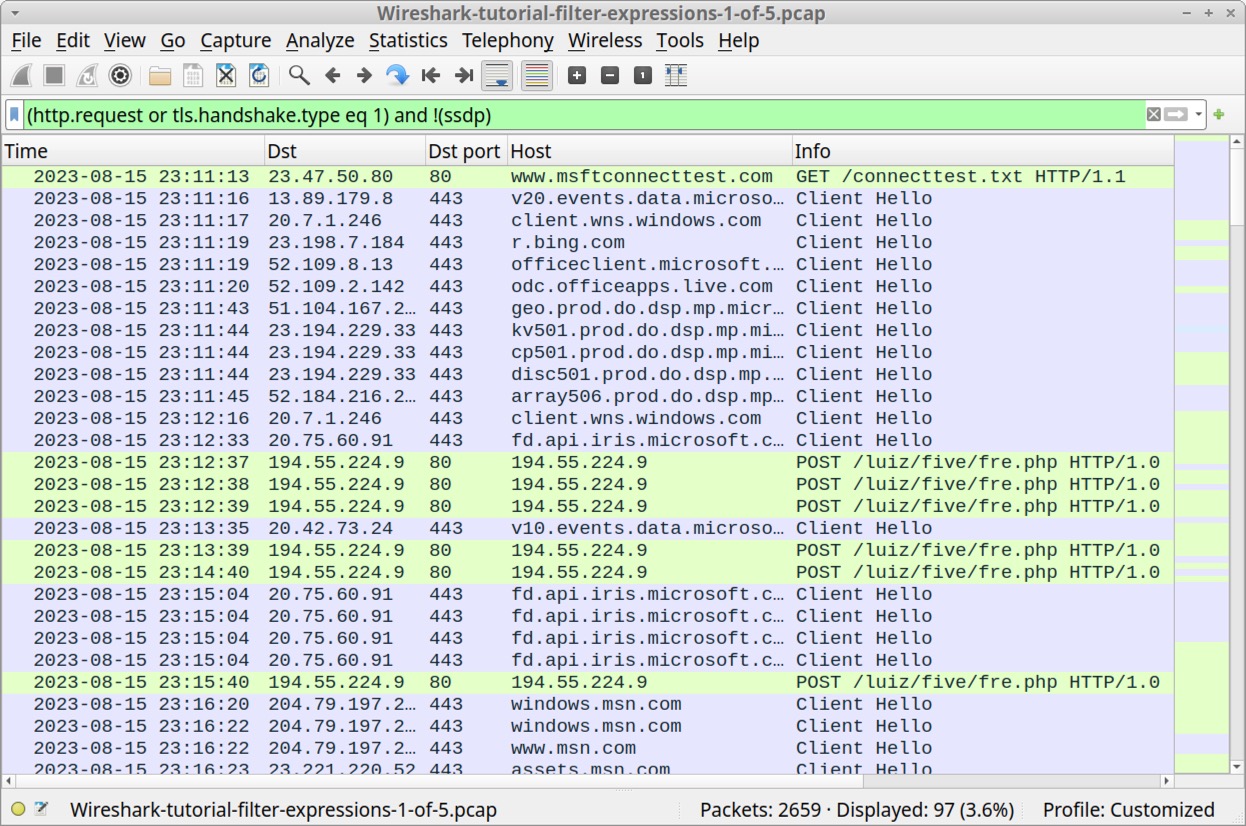 Wireshark-tutorial-filter-expressions-1-of-5.pcap
File Edit View Go Capture Analyze Statistics Telephony Wireless Tools Help
(http.request or tls.handshake.type eq 1) and !(ssdp)
Time Dst Dst port Host Info
2023-08-15 23:11:13 23.47.50.80 80 www.msftconnecttest.com GET /connecttest.txt HTTP/1.1
2023-08-15 23:11:16 13.89.179.8 443 v20.events.data.microso… Client Hello
2023-08-15 23:11:17 20.7.1.246 443 client.wns.windows.com Client Hello
2023-08-15 23:11:19 23.198.7.184 443 r.bing.com Client Hello
2023-08-15 23:11:19 52.109.8.13 443 officeclient.microsoft.… Client Hello
2023-08-15 23:11:20 52.109.2.142 443 odc.officeapps.live.com Client Hello
2023-08-15 23:11:43 51.104.167.2… 443 geo.prod.do.dsp.mp.micr… Client Hello
2023-08-15 23:11:44 23.194.229.33 443 kv501.prod.do.dsp.mp.mi… Client Hello
2023-08-15 23:11:44 23.194.229.33 443 cp501.prod.do.dsp.mp.mi… Client Hello
2023-08-15 23:11:44 23.194.229.33 443 disc501.prod.do.dsp.mp.… Client Hello
2023-08-15 23:11:45 52.184.216.2… 443 array506.prod.do.dsp.mp… Client Hello
2023-08-15 23:12:16 20.7.1.246 443 client.wns.windows.com Client Hello
2023-08-15 23:12:33 20.75.60.91 443 fd.api.iris.microsoft.c… Client Hello
2023-08-15 23:12:37 194.55.224.9 80 194.55.224.9 POST /luiz/five/fre.php HTTP/1.0
2023-08-15 23:12:38 194.55.224.9 80 194.55.224.9 POST /luiz/five/fre.php HTTP/1.0
2023-08-15 23:12:39 194.55.224.9 80 194.55.224.9 POST /luiz/five/fre.php HTTP/1.0
2023-08-15 23:13:35 20.42.73.24 443 v10.events.data.microso… Client Hello
2023-08-15 23:13:39 194.55.224.9 80 194.55.224.9 POST /luiz/five/fre.php HTTP/1.0
2023-08-15 23:14:40 194.55.224.9 80 194.55.224.9 POST /luiz/five/fre.php HTTP/1.0
2023-08-15 23:15:04 20.75.60.91 443 fd.api.iris.microsoft.c… Client Hello
2023-08-15 23:15:04 20.75.60.91 443 fd.api.iris.microsoft.c… Client Hello
2023-08-15 23:15:04 20.75.60.91 443 fd.api.iris.microsoft.c… Client Hello
2023-08-15 23:15:04 20.75.60.91 443 fd.api.iris.microsoft.c… Client Hello
2023-08-15 23:15:40 194.55.224.9 80 194.55.224.9 POST /luiz/five/fre.php HTTP/1.0
2023-08-15 23:16:20 204.79.197.2… 443 windows.msn.com Client Hello
2023-08-15 23:16:22 204.79.197.2… 443 windows.msn.com Client Hello
2023-08-15 23:16:22 204.79.197.2… 443 www.msn.com Client Hello
2023-08-15 23:16:23 23.221.220.52 443 assets.msn.com Client Hello
Wireshark-tutorial-filter-expressions-1-of-5.pcap Packets: 2659 · Displayed: 97 (3.6%) Profile: Customized